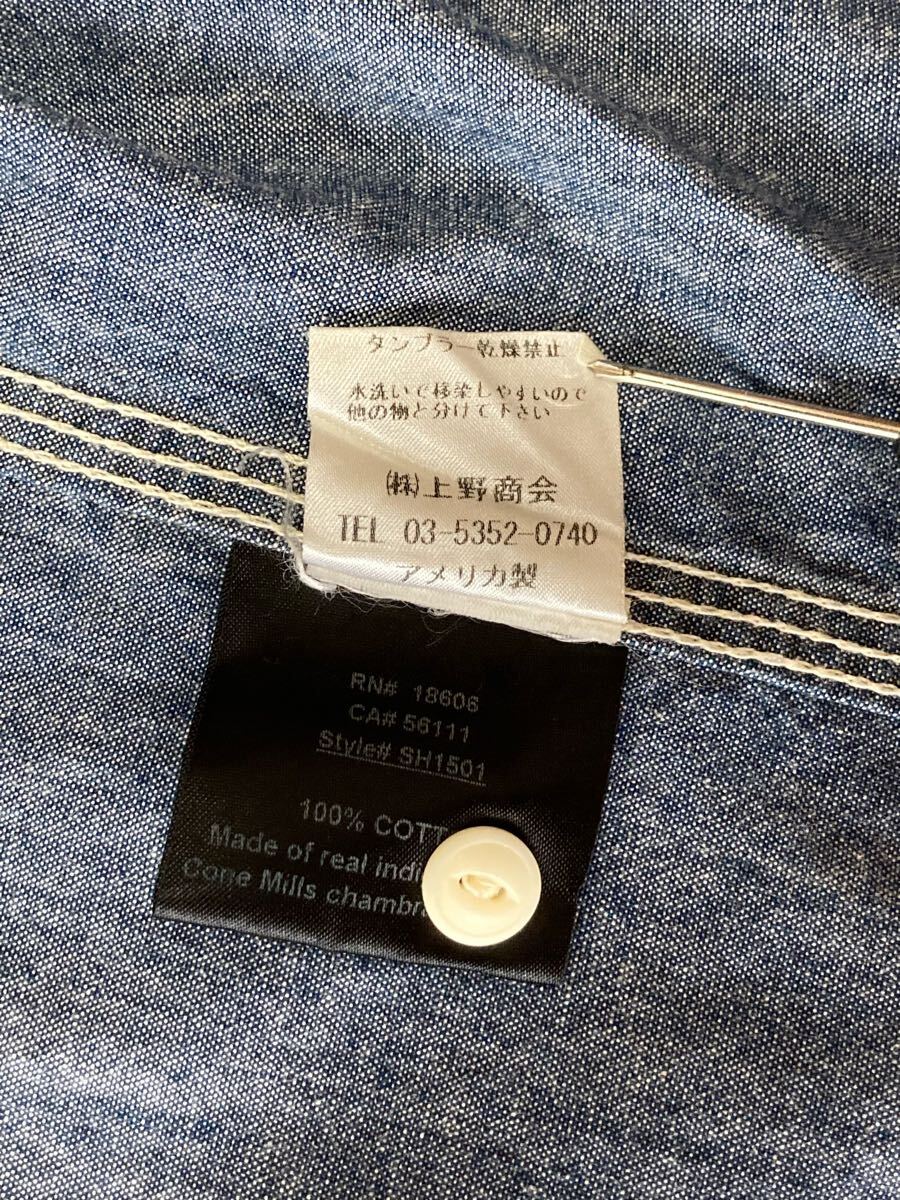 タンブラー乾燥禁止
水洗いで移染しやすいので
他の物と分けて下さい
㈱上野商会
TEL 03-5352-0740
アメリカ製
RN# 18606
CA# 56111
Style# SH1501
100% COTT
Made of real indi
Cone Mills chambr